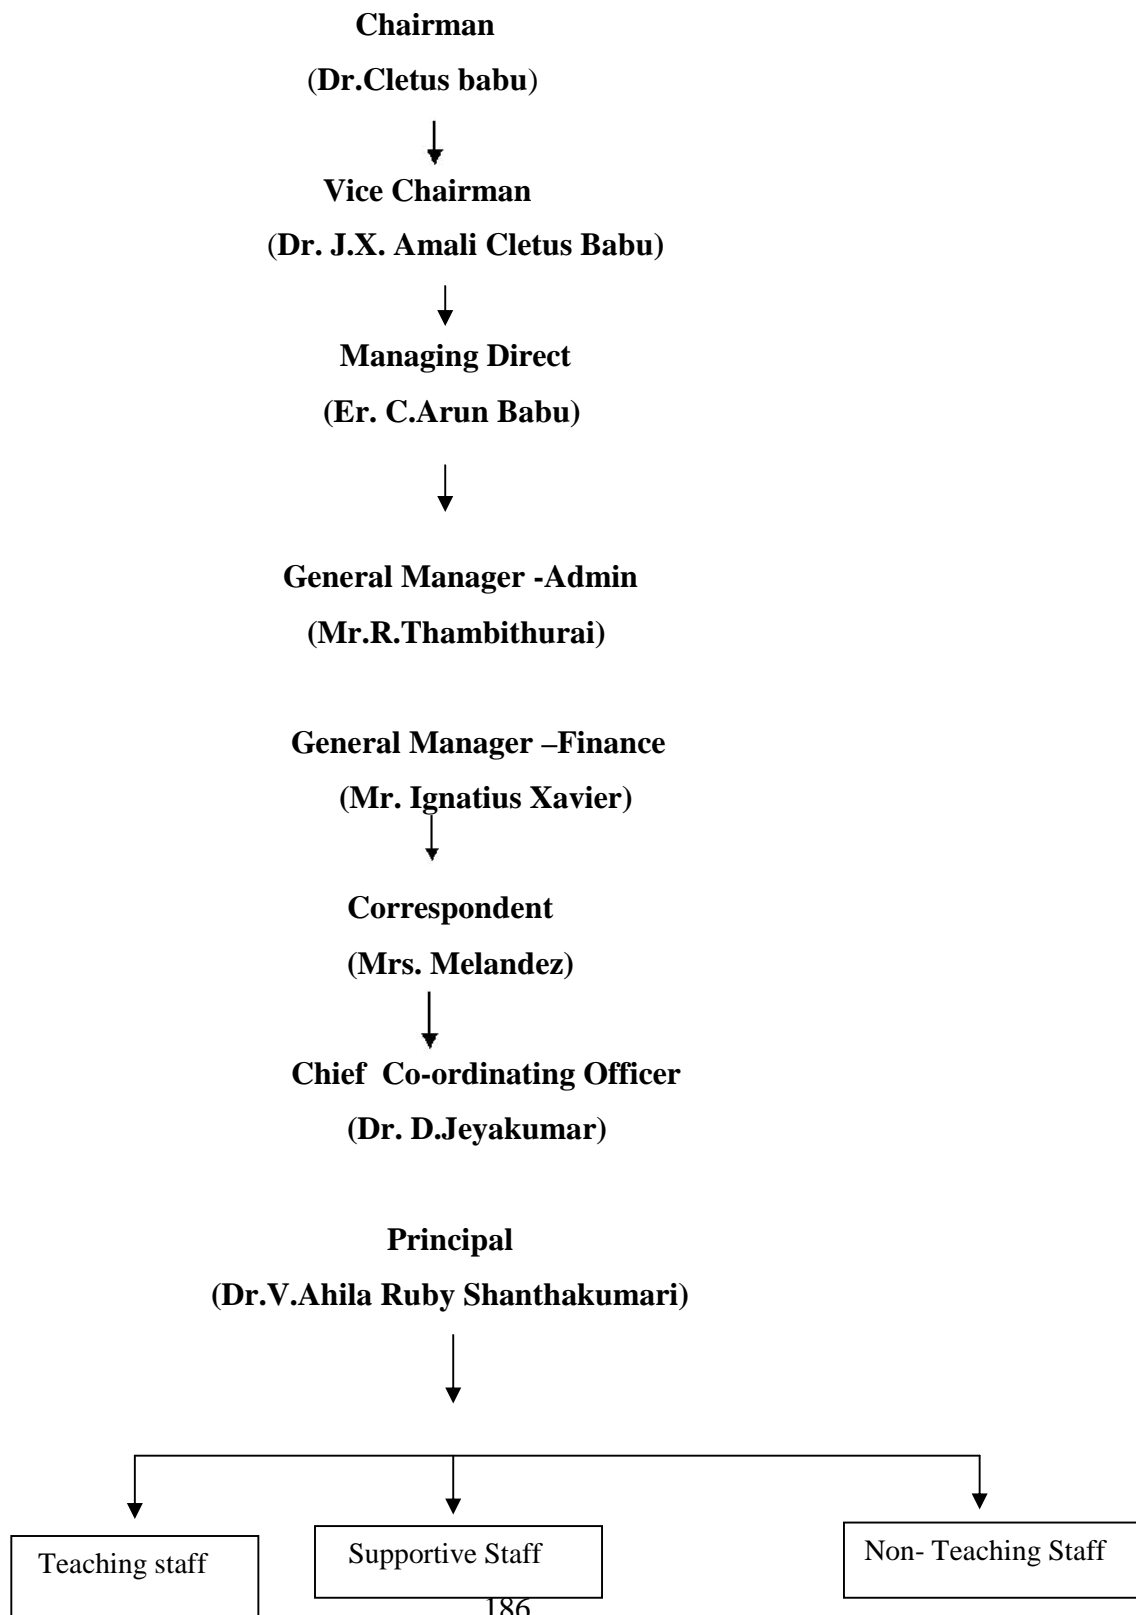 Chairman
(Dr.Cletus babu)
Vice Chairman
(Dr. J.X. Amali Cletus Babu)
Managing Direct
(Er. C.Arun Babu)
General Manager -Admin
(Mr.R.Thambithurai)
General Manager –Finance
(Mr. Ignatius Xavier)
Correspondent
(Mrs. Melandez)
Chief  Co-ordinating Officer
(Dr. D.Jeyakumar)
Principal
(Dr.V.Ahila Ruby Shanthakumari)
Teaching staff
Supportive Staff
Non- Teaching Staff
186